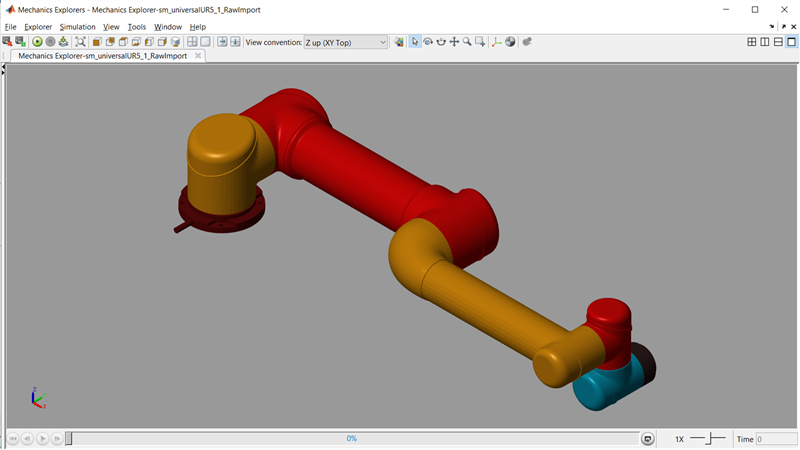 Mechanics Explorers - Mechanics Explorer-sm_universalUR5_1_RawImport
File Explorer Simulation View Tools Window Help
View convention: Z up (XY Top)
Mechanics Explorer-sm_universalUR5_1_RawImport
Z
Y
X
0%
1X
Time 0